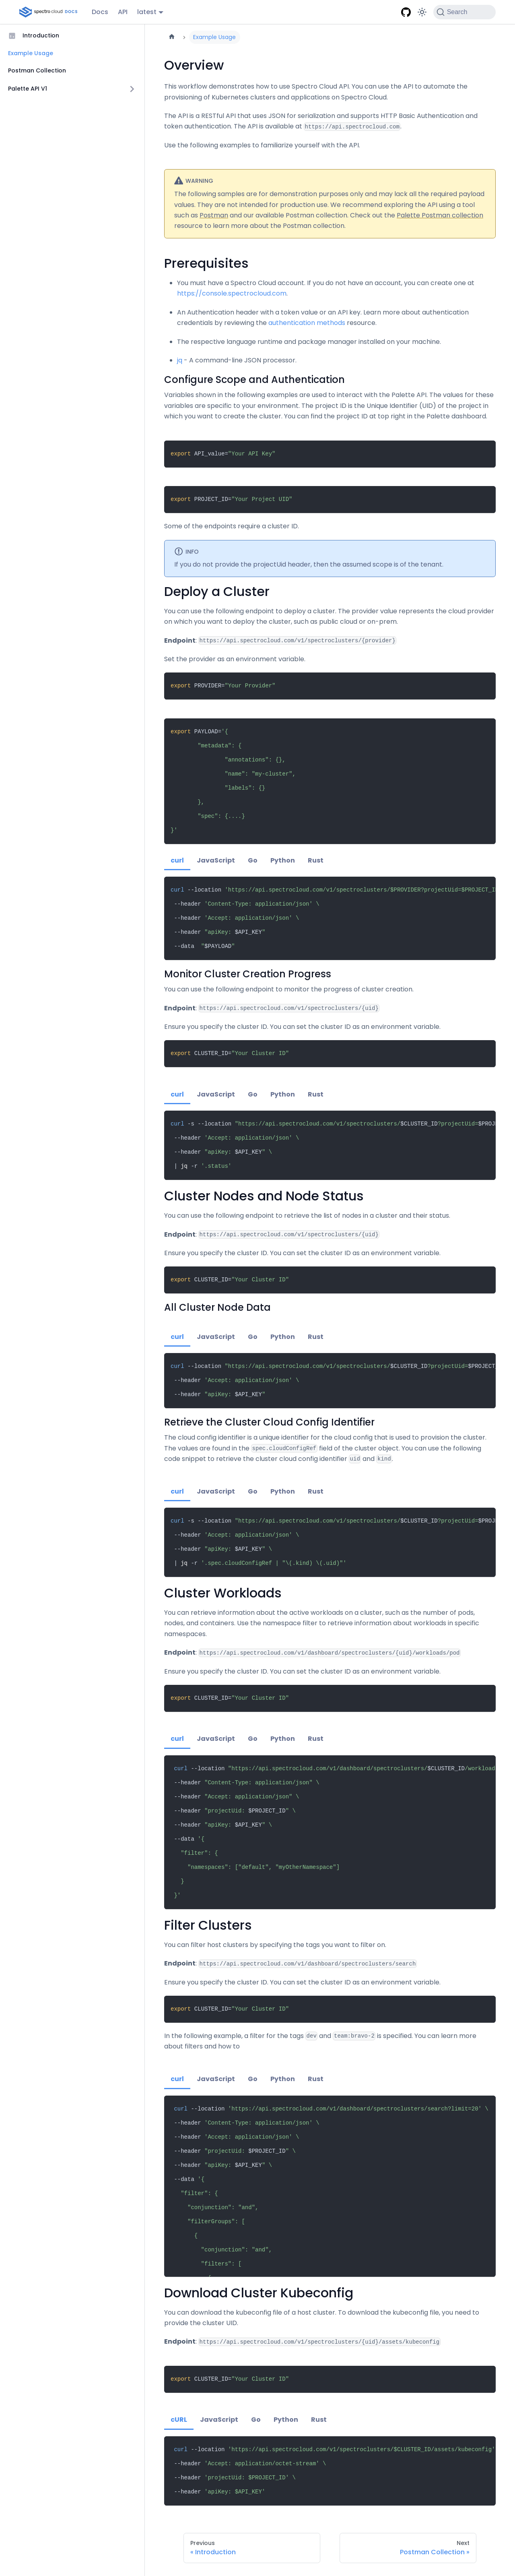 spectro cloud DOCS Docs API latest Search
Introduction
Example Usage
Postman Collection
Palette API V1
Example Usage
Overview
This workflow demonstrates how to use Spectro Cloud API. You can use the API to automate the
provisioning of Kubernetes clusters and applications on Spectro Cloud.
The API is a RESTful API that uses JSON for serialization and supports HTTP Basic Authentication and
token authentication. The API is available at https://api.spectrocloud.com.
Use the following examples to familiarize yourself with the API.
WARNING
The following samples are for demonstration purposes only and may lack all the required payload
values. They are not intended for production use. We recommend exploring the API using a tool
such as Postman and our available Postman collection. Check out the Palette Postman collection
resource to learn more about the Postman collection.
Prerequisites
You must have a Spectro Cloud account. If you do not have an account, you can create one at
https://console.spectrocloud.com.
An Authentication header with a token value or an API key. Learn more about authentication
credentials by reviewing the authentication methods resource.
The respective language runtime and package manager installed on your machine.
jq - A command-line JSON processor.
Configure Scope and Authentication
Variables shown in the following examples are used to interact with the Palette API. The values for these
variables are specific to your environment. The project ID is the Unique Identifier (UID) of the project in
which you want to create the cluster. You can find the project ID at top right in the Palette dashboard.
export API_value="Your API Key"
export PROJECT_ID="Your Project UID"
Some of the endpoints require a cluster ID.
INFO
If you do not provide the projectUid header, then the assumed scope is of the tenant.
Deploy a Cluster
You can use the following endpoint to deploy a cluster. The provider value represents the cloud provider
on which you want to deploy the cluster, such as public cloud or on-prem.
Endpoint: https://api.spectrocloud.com/v1/spectroclusters/{provider}
Set the provider as an environment variable.
export PROVIDER="Your Provider"
export PAYLOAD='{
"metadata": {
"annotations": {},
"name": "my-cluster",
"labels": {}
},
"spec": {....}
}'
curl JavaScript Go Python Rust
curl --location 'https://api.spectrocloud.com/v1/spectroclusters/$PROVIDER?projectUid=$PROJECT_I
--header 'Content-Type: application/json' \
--header 'Accept: application/json' \
--header "apiKey: $API_KEY"
--data "$PAYLOAD"
Monitor Cluster Creation Progress
You can use the following endpoint to monitor the progress of cluster creation.
Endpoint: https://api.spectrocloud.com/v1/spectroclusters/{uid}
Ensure you specify the cluster ID. You can set the cluster ID as an environment variable.
export CLUSTER_ID="Your Cluster ID"
curl JavaScript Go Python Rust
curl -s --location "https://api.spectrocloud.com/v1/spectroclusters/$CLUSTER_ID?projectUid=$PROJ
--header 'Accept: application/json' \
--header "apiKey: $API_KEY" \
| jq -r '.status'
Cluster Nodes and Node Status
You can use the following endpoint to retrieve the list of nodes in a cluster and their status.
Endpoint: https://api.spectrocloud.com/v1/spectroclusters/{uid}
Ensure you specify the cluster ID. You can set the cluster ID as an environment variable.
export CLUSTER_ID="Your Cluster ID"
All Cluster Node Data
curl JavaScript Go Python Rust
curl --location "https://api.spectrocloud.com/v1/spectroclusters/$CLUSTER_ID?projectUid=$PROJECT_
--header 'Accept: application/json' \
--header "apiKey: $API_KEY"
Retrieve the Cluster Cloud Config Identifier
The cloud config identifier is a unique identifier for the cloud config that is used to provision the cluster.
The values are found in the spec.cloudConfigRef field of the cluster object. You can use the following
code snippet to retrieve the cluster cloud config identifier uid and kind.
curl JavaScript Go Python Rust
curl -s --location "https://api.spectrocloud.com/v1/spectroclusters/$CLUSTER_ID?projectUid=$PROJ
--header 'Accept: application/json' \
--header "apiKey: $API_KEY" \
| jq -r '.spec.cloudConfigRef | "\(.kind) \(.uid)"'
Cluster Workloads
You can retrieve information about the active workloads on a cluster, such as the number of pods,
nodes, and containers. Use the namespace filter to retrieve information about workloads in specific
namespaces.
Endpoint: https://api.spectrocloud.com/v1/dashboard/spectroclusters/{uid}/workloads/pod
Ensure you specify the cluster ID. You can set the cluster ID as an environment variable.
export CLUSTER_ID="Your Cluster ID"
curl JavaScript Go Python Rust
curl --location "https://api.spectrocloud.com/v1/dashboard/spectroclusters/$CLUSTER_ID/workload
--header "Content-Type: application/json" \
--header "Accept: application/json" \
--header "projectUid: $PROJECT_ID" \
--header "apiKey: $API_KEY" \
--data '{
"filter": {
"namespaces": ["default", "myOtherNamespace"]
}
}'
Filter Clusters
You can filter host clusters by specifying the tags you want to filter on.
Endpoint: https://api.spectrocloud.com/v1/dashboard/spectroclusters/search
Ensure you specify the cluster ID. You can set the cluster ID as an environment variable.
export CLUSTER_ID="Your Cluster ID"
In the following example, a filter for the tags dev and team:bravo-2 is specified. You can learn more
about filters and how to
curl JavaScript Go Python Rust
curl --location 'https://api.spectrocloud.com/v1/dashboard/spectroclusters/search?limit=20' \
--header 'Content-Type: application/json' \
--header 'Accept: application/json' \
--header "projectUid: $PROJECT_ID" \
--header "apiKey: $API_KEY" \
--data '{
"filter": {
"conjunction": "and",
"filterGroups": [
{
"conjunction": "and",
"filters": [
Download Cluster Kubeconfig
You can download the kubeconfig file of a host cluster. To download the kubeconfig file, you need to
provide the cluster UID.
Endpoint: https://api.spectrocloud.com/v1/spectroclusters/{uid}/assets/kubeconfig
export CLUSTER_ID="Your Cluster ID"
cURL JavaScript Go Python Rust
curl --location 'https://api.spectrocloud.com/v1/spectroclusters/$CLUSTER_ID/assets/kubeconfig'
--header 'Accept: application/octet-stream' \
--header 'projectUid: $PROJECT_ID' \
--header 'apiKey: $API_KEY'
Previous
« Introduction
Next
Postman Collection »